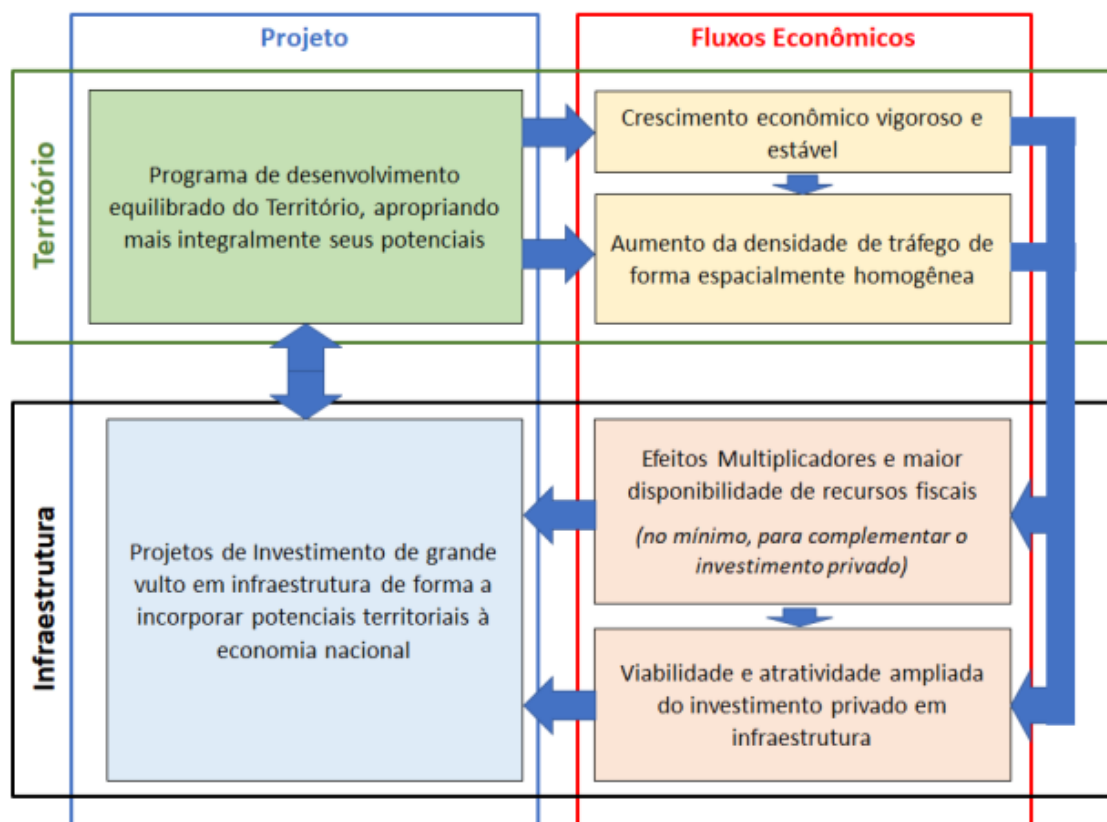 Projeto
Fluxos Econômicos
Território
Programa de desenvolvimento
equilibrado do Território, apropriando
mais integralmente seus potenciais
Crescimento econômico vigoroso e
estável
Aumento da densidade de tráfego de
forma espacialmente homogênea
Infraestrutura
Projetos de Investimento de grande
vulto em infraestrutura de forma a
incorporar potenciais territoriais à
economia nacional
Efeitos Multiplicadores e maior
disponibilidade de recursos fiscais
(no mínimo, para complementar o
investimento privado)
Viabilidade e atratividade ampliada
do investimento privado em
infraestrutura